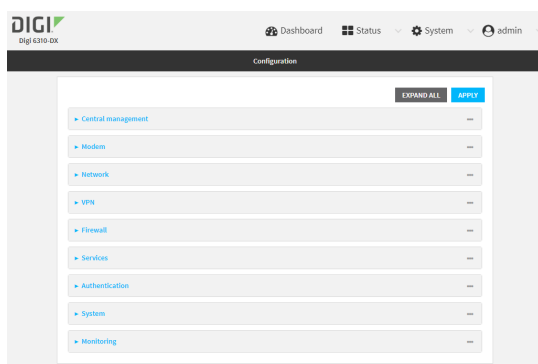 DIGI
Digi 6310-DX
Dashboard Status System admin
Configuration
EXPAND ALL APPLY
Central management
Modem
Network
VPN
Firewall
Services
Authentication
System
Monitoring